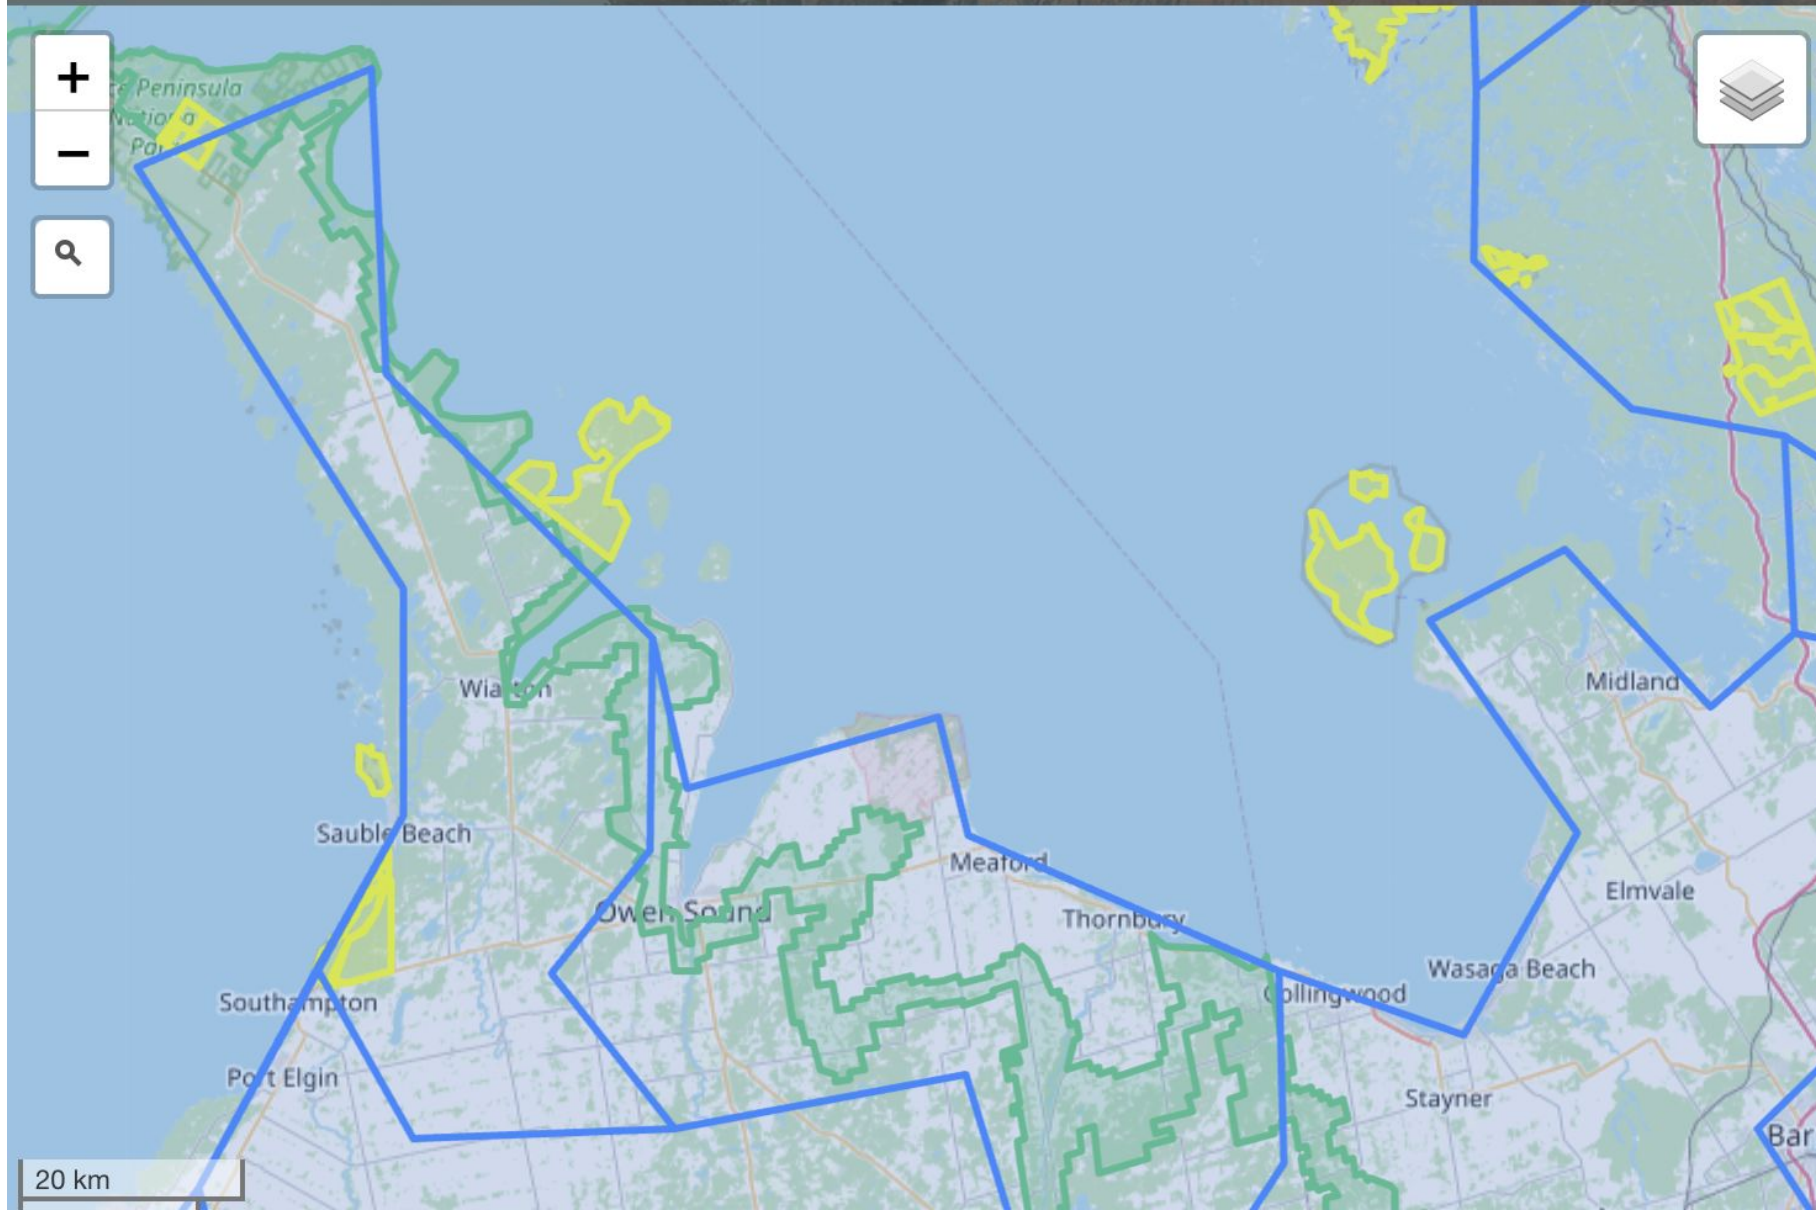 +
Peninsula
−
Wiarton
Midland
Sauble Beach
Meaford
Elmvale
Owen Sound
Thornbury
Wasaga Beach
Southampton
Collingwood
Port Elgin
Stayner
Bar
20 km